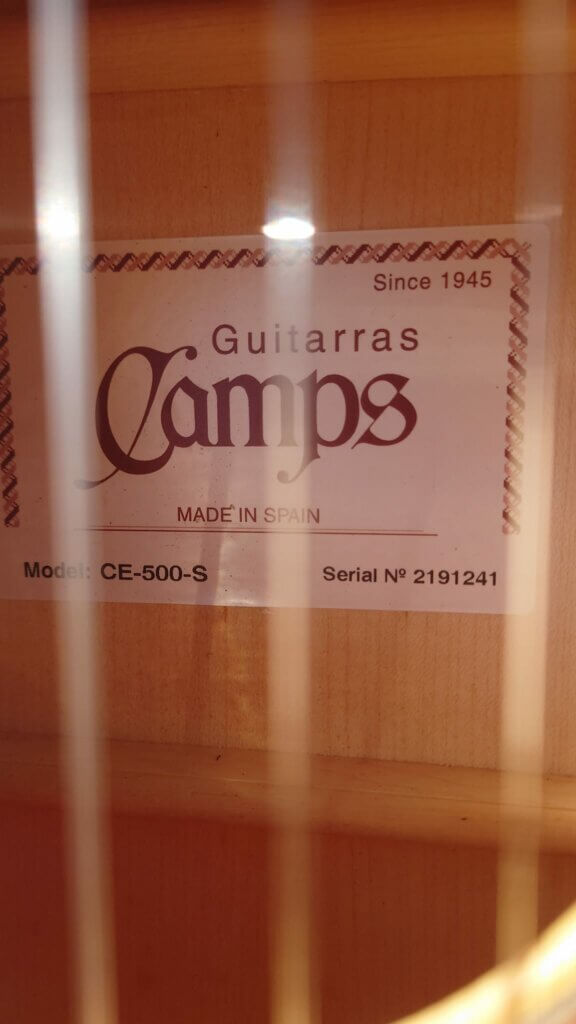 Since 1945
Guitarras
Camps
MADE IN SPAIN
Model: CE-500-S
Serial Nº 2191241